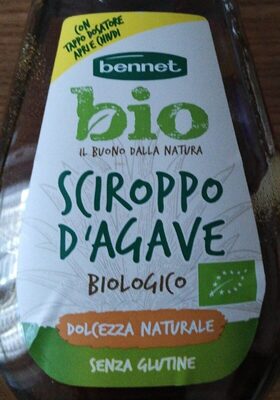 CON
TAPPO DOSATORE
APRI E CHIUDI
bennet
bio
IL BUONO DALLA NATURA
SCIROPPO
D'AGAVE
BIOLOGICO
DOLCEZZA NATURALE
SENZA GLUTINE